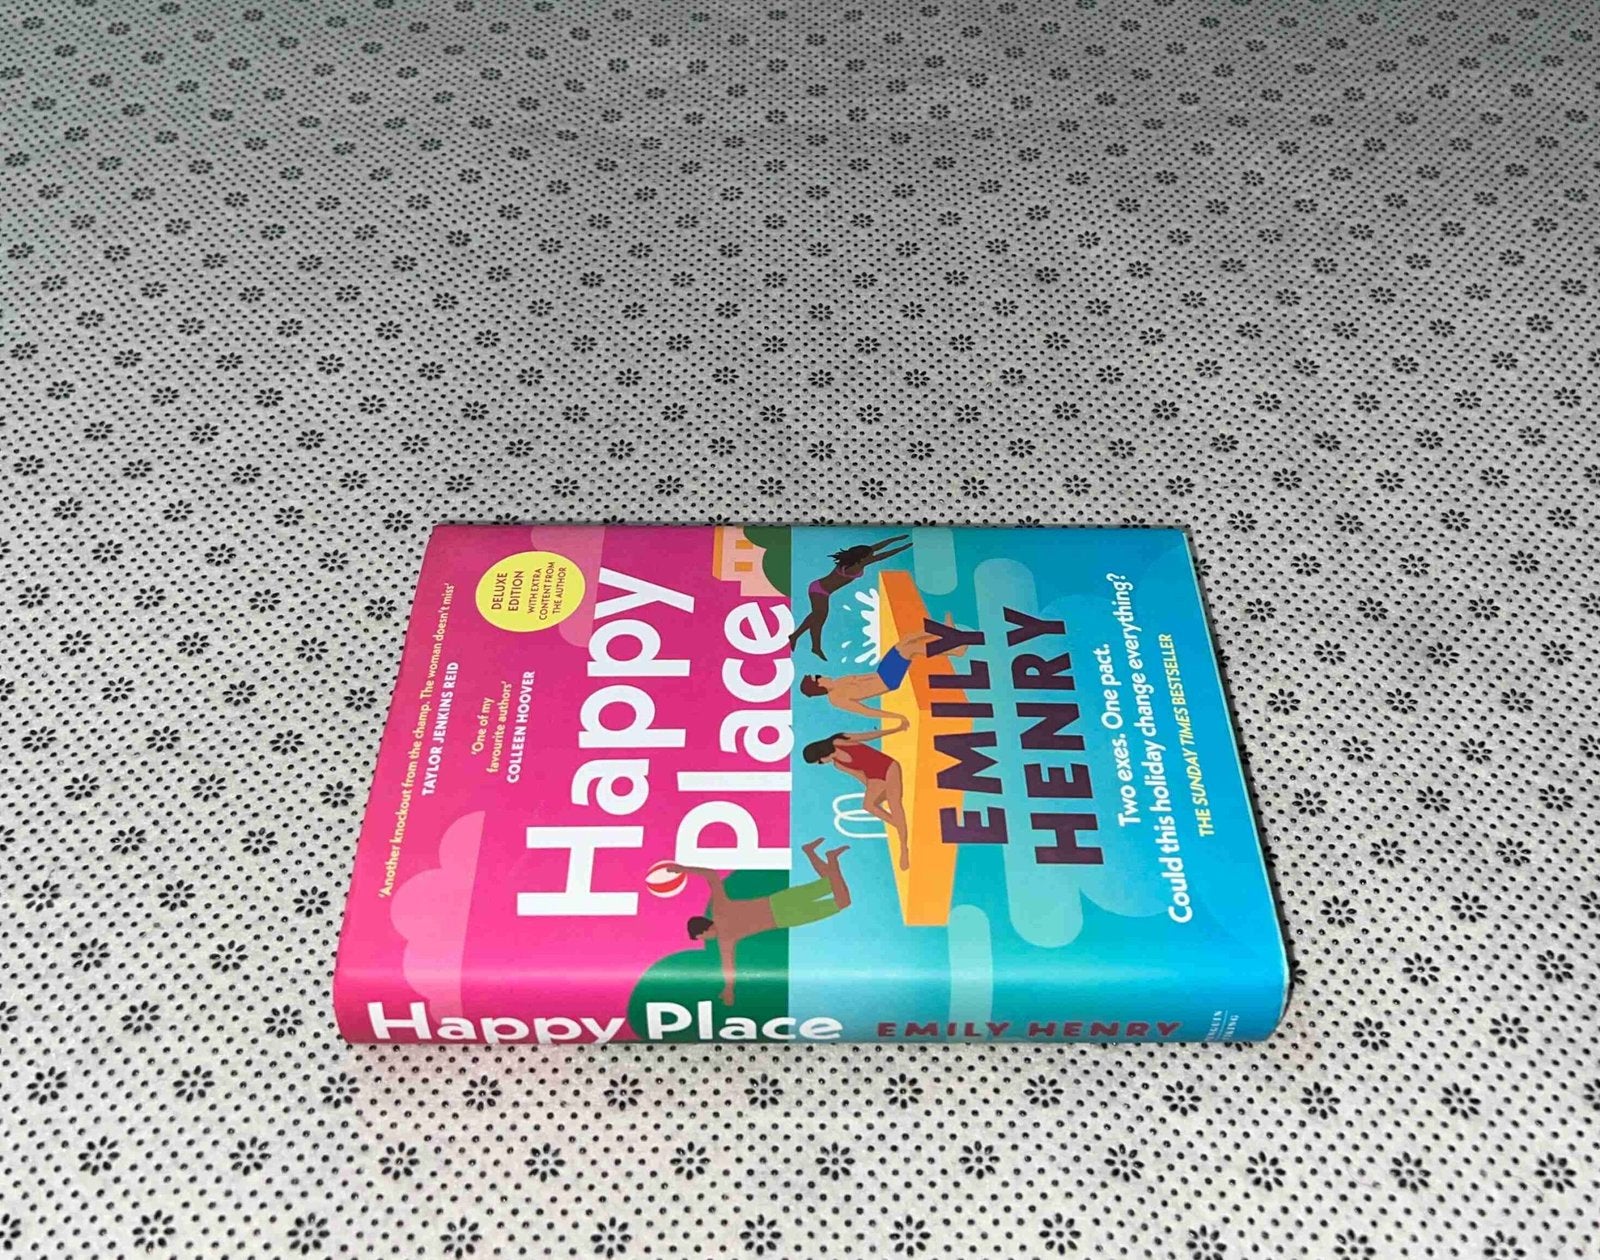 'Another knockout from the champ. The woman doesn't miss'
TAYLOR JENKINS REID
'One of my
favourite authors'
COLLEEN HOOVER
DELUXE
EDITION
WITH EXTRA
CONTENT FROM
THE AUTHOR
Happy
Place
EMILY
HENRY
Two exes. One pact.
Could this holiday change everything?
THE SUNDAY TIMES BESTSELLER
Happy Place EMILY HENRY